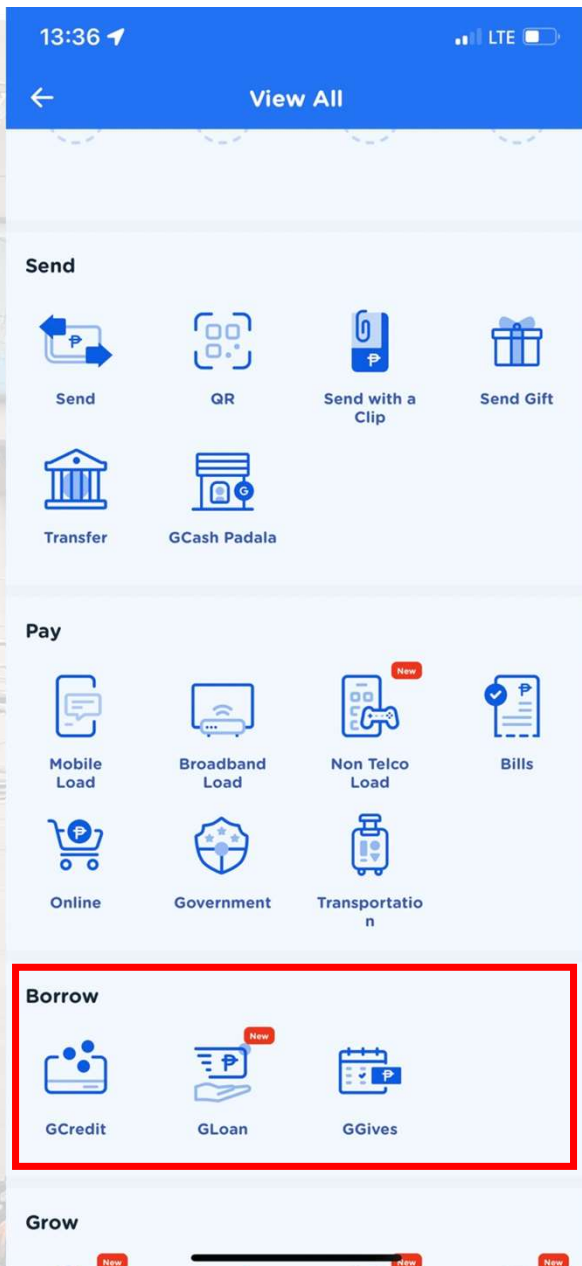 13:36 LTE
View All
Send
Send QR Send with a Send Gift
Clip
₱
₱
G
Transfer GCash Padala
Pay
New
₱
Mobile Broadband Non Telco Bills
Load Load Load
₱
Online Government Transportatio
n
Borrow
New
₱
₱
GCredit GLoan GGives
Grow
New New New